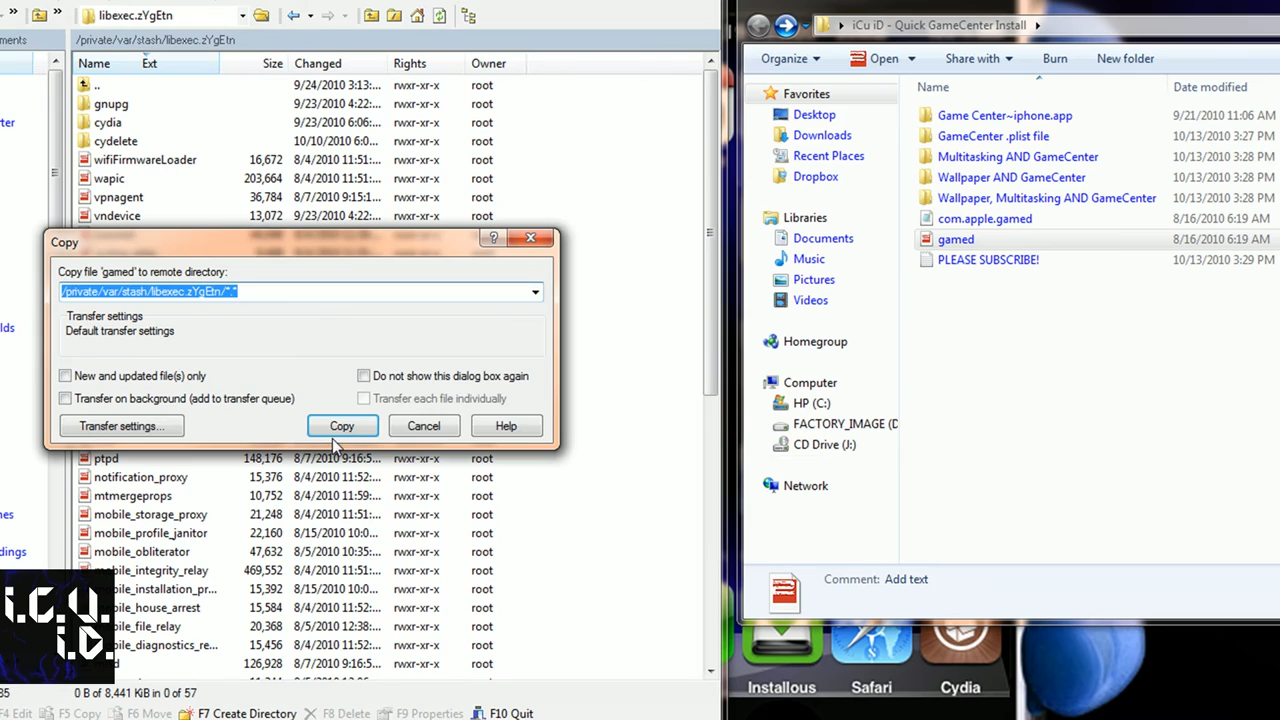 »
»
libexec.zYgEtn
ments
/private/var/stash/libexec.zYgEtn
Name Ext Size Changed Rights Owner
.. 9/24/2010 3:13:... rwxr-xr-x root
gnupg 9/23/2010 4:22:... rwxr-xr-x root
cydia 9/23/2010 6:06:... rwxr-xr-x root
cydelete 10/10/2010 6:0... rwxr-xr-x root
wifiFirmwareLoader 16,672 8/4/2010 11:51:... rwxr-xr-x root
wapic 203,664 8/4/2010 11:51:... rwxr-xr-x root
vpnagent 36,784 8/7/2010 9:15:1... rwxr-xr-x root
vndevice 13,072 9/23/2010 4:22:... rwxr-xr-x root
Copy
?
Copy file 'gamed' to remote directory:
/private/var/stash/libexec.zYgEtn/*.*
Transfer settings
Default transfer settings
New and updated file(s) only
Do not show this dialog box again
Transfer on background (add to transfer queue)
Transfer each file individually
Transfer settings...
Copy
Cancel
Help
ptpd 148,176 8/7/2010 9:16:5... rwxr-xr-x root
notification_proxy 15,376 8/4/2010 11:52:... rwxr-xr-x root
mtmergeprops 10,752 8/4/2010 11:59:... rwxr-xr-x root
mobile_storage_proxy 21,248 8/4/2010 11:51:... rwxr-xr-x root
mobile_profile_janitor 22,160 8/15/2010 10:0... rwxr-xr-x root
mobile_obliterator 47,632 8/5/2010 10:35:... rwxr-xr-x root
mobile_integrity_relay 469,552 8/4/2010 11:51:... rwxr-xr-x root
mobile_installation_pr... 15,392 8/15/2010 10:0... rwxr-xr-x root
mobile_house_arrest 15,584 8/4/2010 11:51:... rwxr-xr-x root
mobile_file_relay 20,368 8/5/2010 12:38:... rwxr-xr-x root
mobile_diagnostics_re... 17,456 8/4/2010 11:51:... rwxr-xr-x root
126,928 8/7/2010 9:16:5... rwxr-xr-x root
i.c.U.
i.D.
85
0 B of 8,441 KiB in 0 of 57
F4 Edit F5 Copy F6 Move F7 Create Directory F8 Delete F9 Properties F10 Quit
iCu iD - Quick GameCenter Install
Organize Open Share with Burn New folder
Favorites
Desktop
Downloads
Recent Places
Dropbox
Libraries
Documents
Music
Pictures
Videos
Homegroup
Computer
HP (C:)
FACTORY_IMAGE (D
CD Drive (J:)
Network
Name Date modified
Game Center~iphone.app 9/21/2010 11:06 AM
GameCenter .plist file 10/13/2010 3:27 PM
Multitasking AND GameCenter 10/13/2010 3:28 PM
Wallpaper AND GameCenter 10/13/2010 3:28 PM
Wallpaper, Multitasking AND GameCenter 10/13/2010 3:28 PM
com.apple.gamed 8/16/2010 6:19 AM
gamed 8/16/2010 6:19 AM
PLEASE SUBSCRIBE! 10/13/2010 3:29 PM
Comment: Add text
Installous
Safari
Cydia